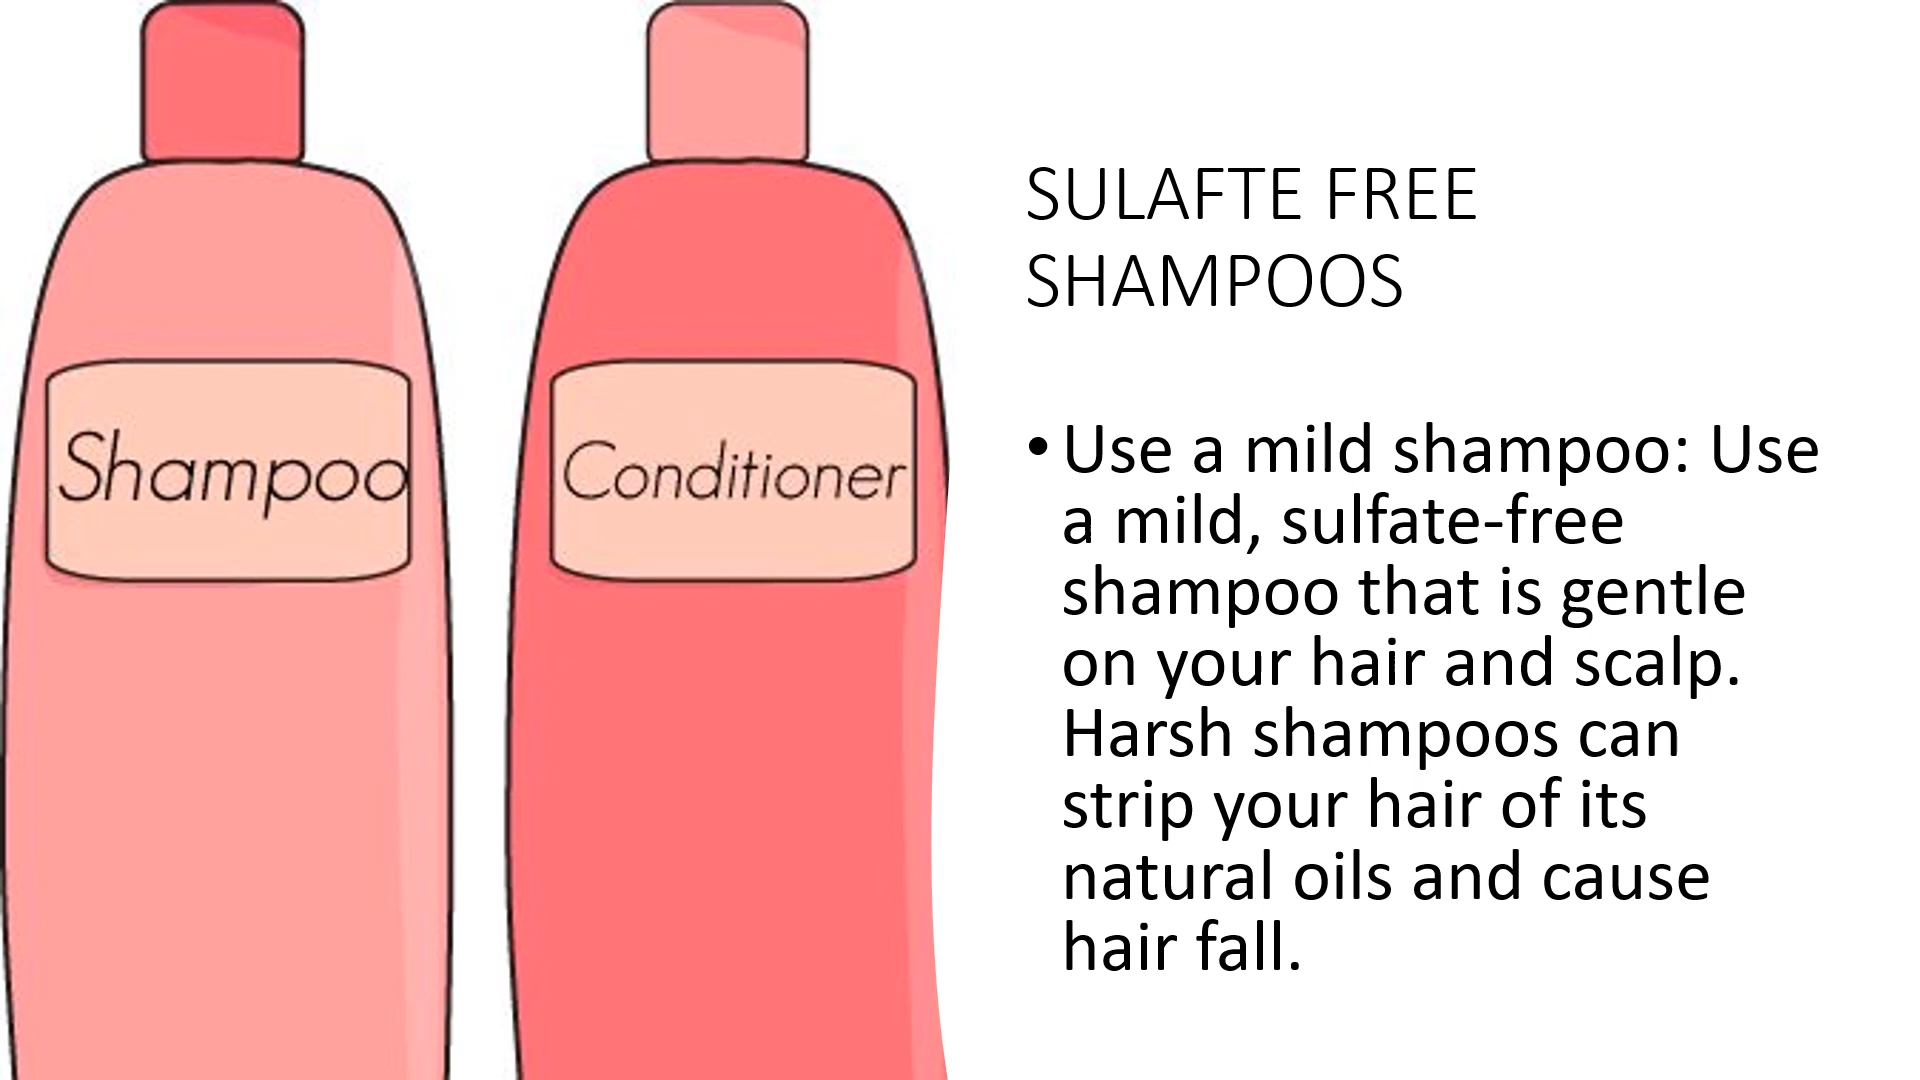 Shampoo
Conditioner
SULAFTE FREE
SHAMPOOS
•Use a mild shampoo: Use
a mild, sulfate-free
shampoo that is gentle
on your hair and scalp.
Harsh shampoos can
strip your hair of its
natural oils and cause
hair fall.